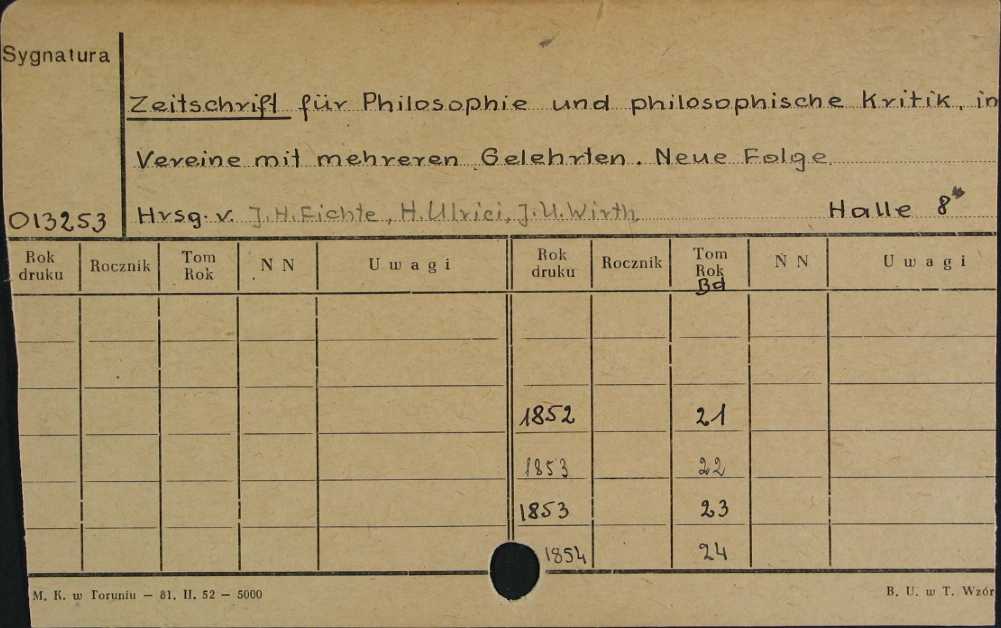 Sygnatura
Zeitschrift für Philosophie und philosophische Kritik, in
Vereine mit mehreren Gelehrten. Neue Folge
013253 Hrsg. v. J.H. Fichte, H. Ulrici, J.U. Wirth Halle 8°
Rok druku Rocznik Tom Rok N N Uwagi Rok druku Rocznik Tom Rok N N Uwagi
Bd
1852 21
1853 22
1853 23
1854 24
M. K. w Toruniu — 81. II. 52 — 5000 B. U. w T. Wzór